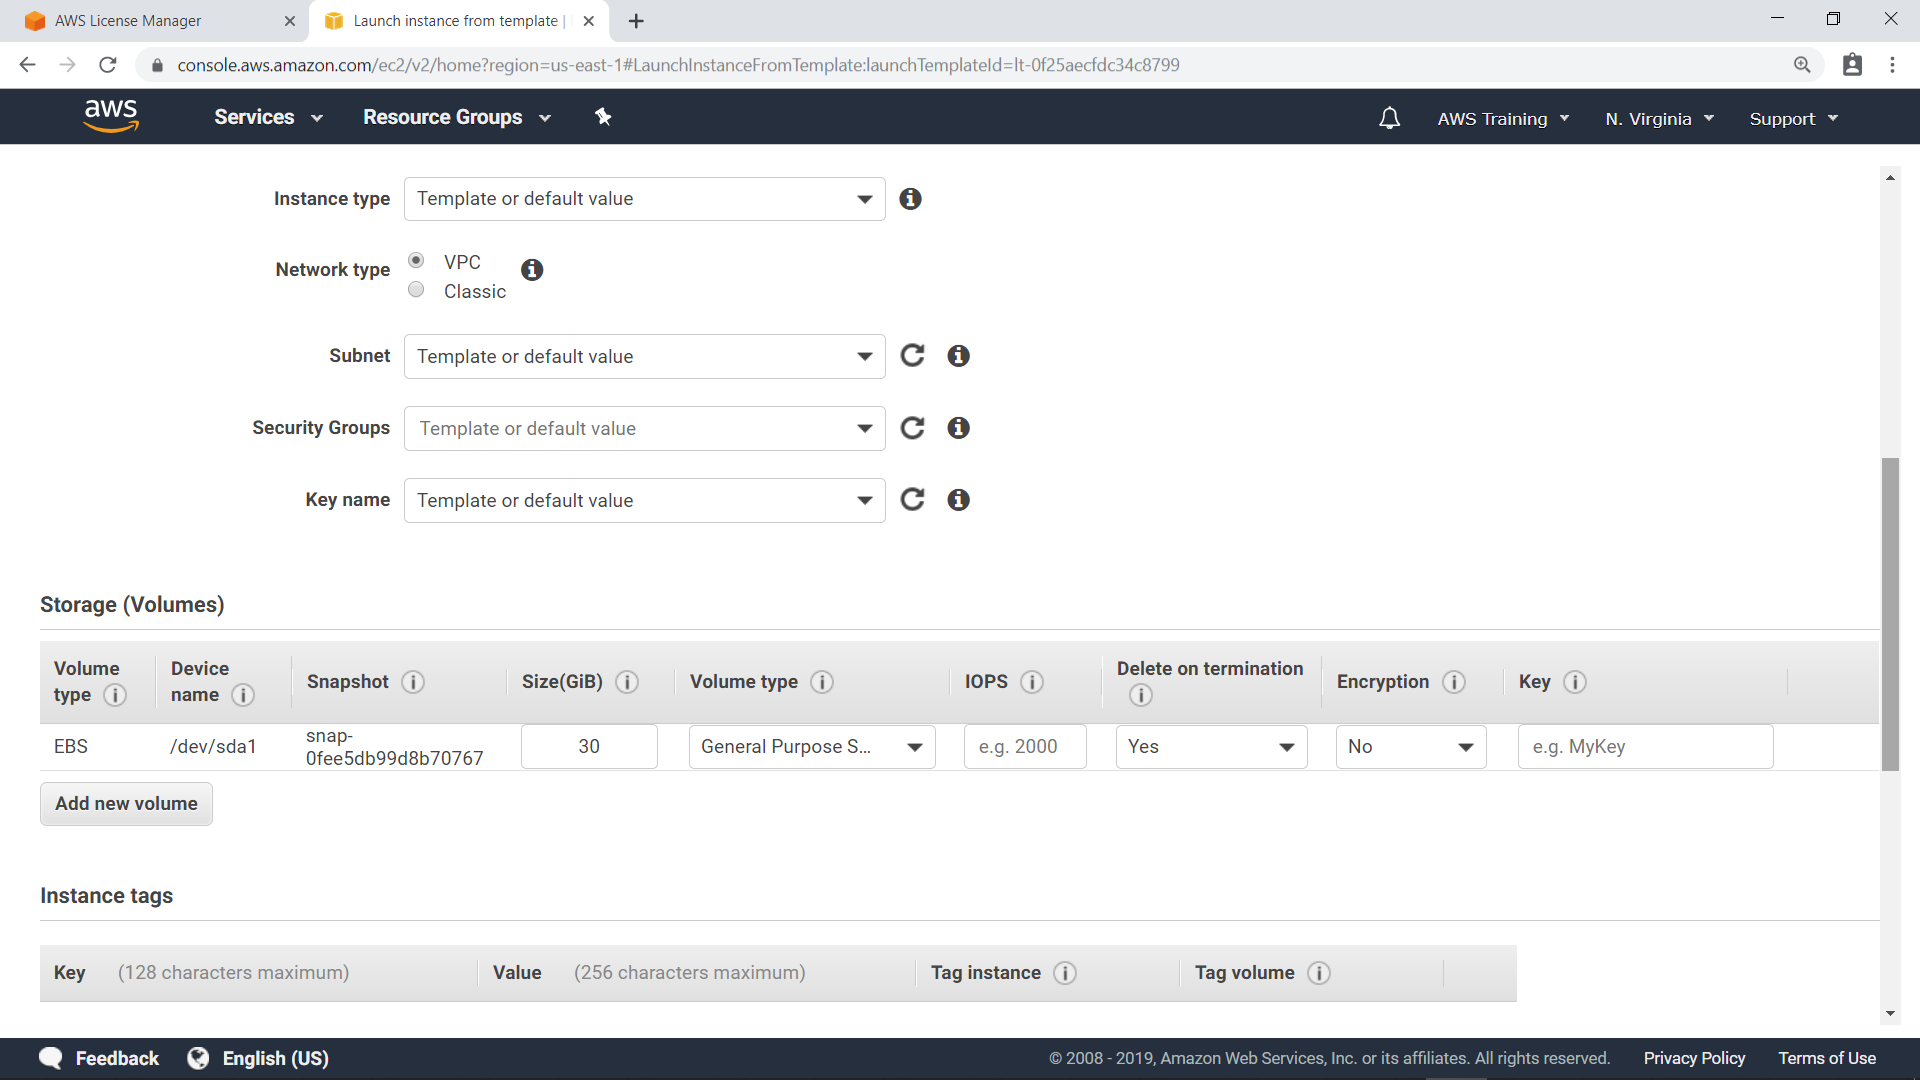 AWS License Manager
Launch instance from template |
console.aws.amazon.com/ec2/v2/home?region=us-east-1#LaunchInstanceFromTemplate:launchTemplateId=lt-0f25aecfdc34c8799
aws Services Resource Groups AWS Training N. Virginia Support
Instance type Template or default value
Network type VPC
Classic
Subnet Template or default value
Security Groups Template or default value
Key name Template or default value
Storage (Volumes)
Volume type Device name Snapshot Size(GiB) Volume type IOPS Delete on termination Encryption Key
EBS /dev/sda1 snap-0fee5db99d8b70767 30 General Purpose S... e.g. 2000 Yes No e.g. MyKey
Add new volume
Instance tags
Key (128 characters maximum) Value (256 characters maximum) Tag instance Tag volume
Feedback English (US) © 2008 - 2019, Amazon Web Services, Inc. or its affiliates. All rights reserved. Privacy Policy Terms of Use